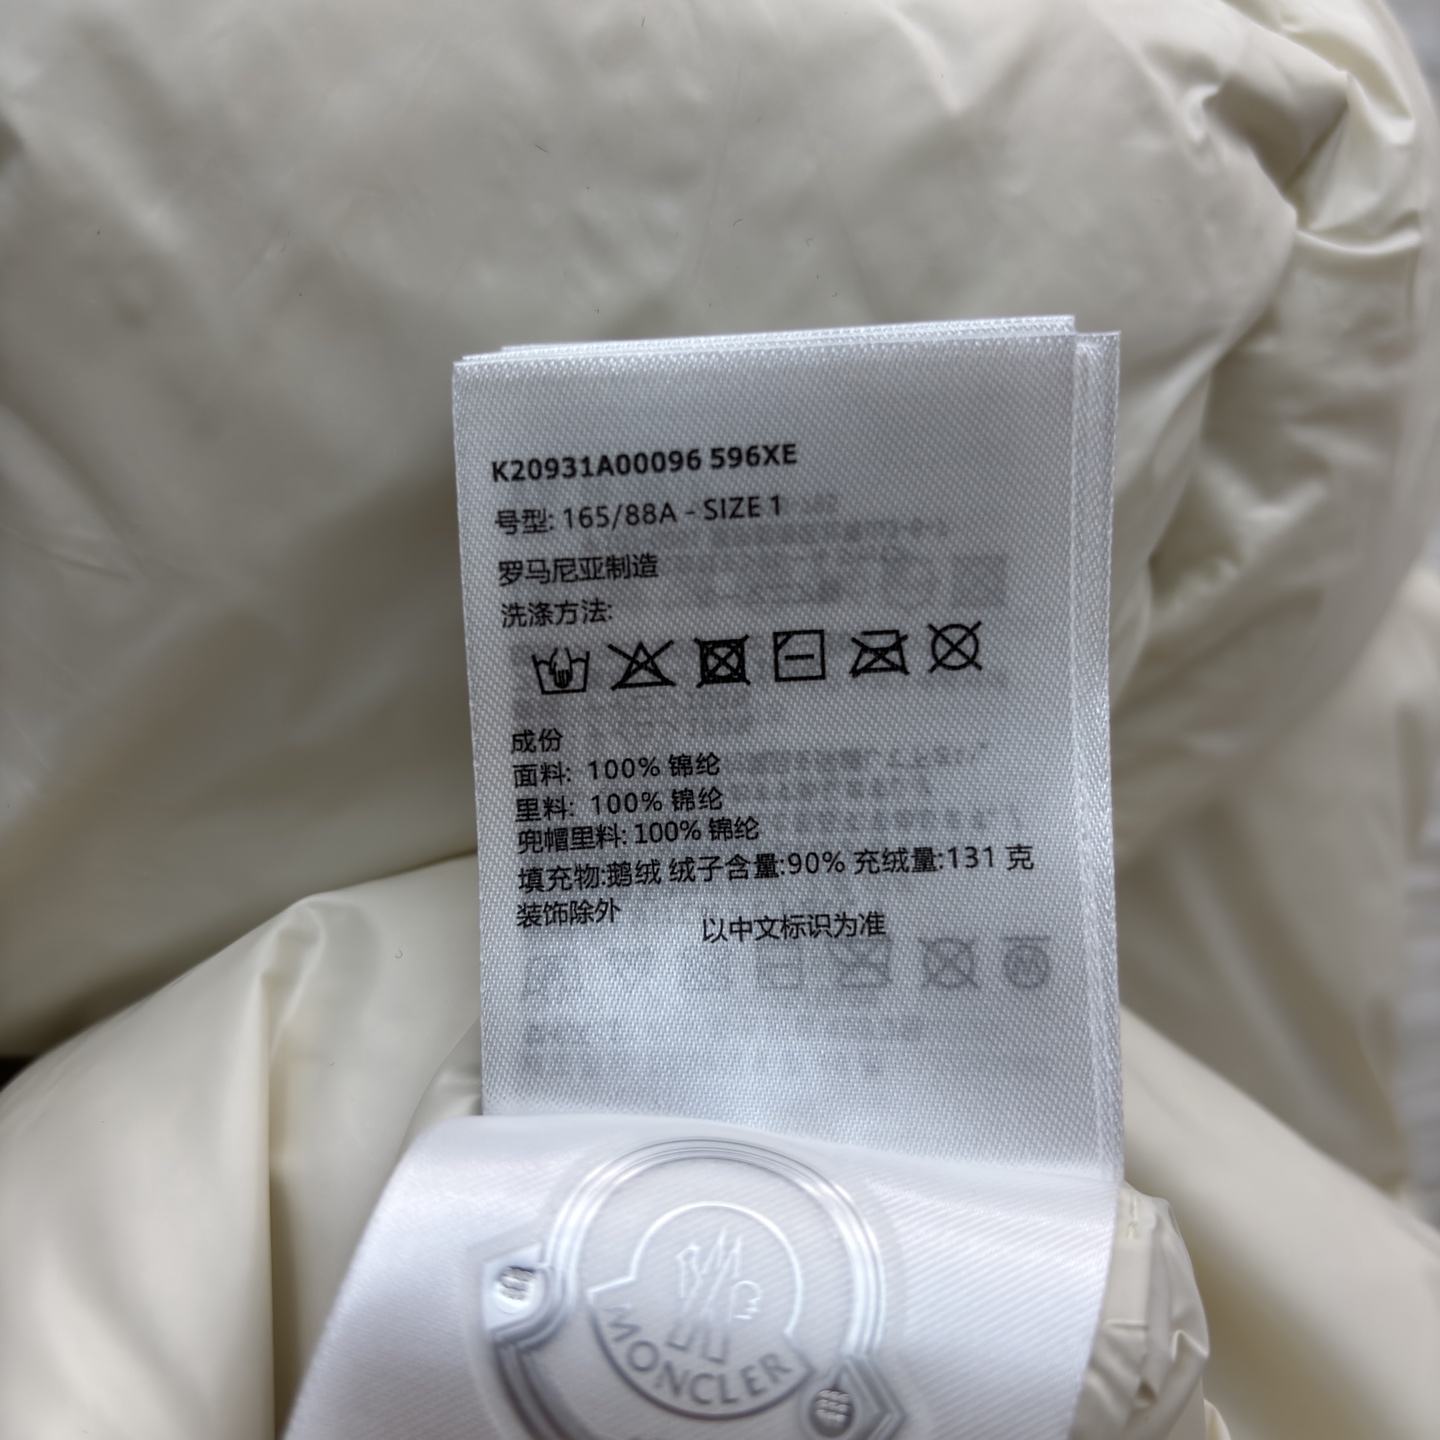 K20931A00096 596XE
号型: 165/88A - SIZE 1
罗马尼亚制造
洗涤方法:
成份
面料: 100% 锦纶
里料: 100% 锦纶
兜帽里料: 100% 锦纶
填充物:鹅绒 绒子含量:90% 充绒量:131 克
装饰除外
以中文标识为准
MONCLER